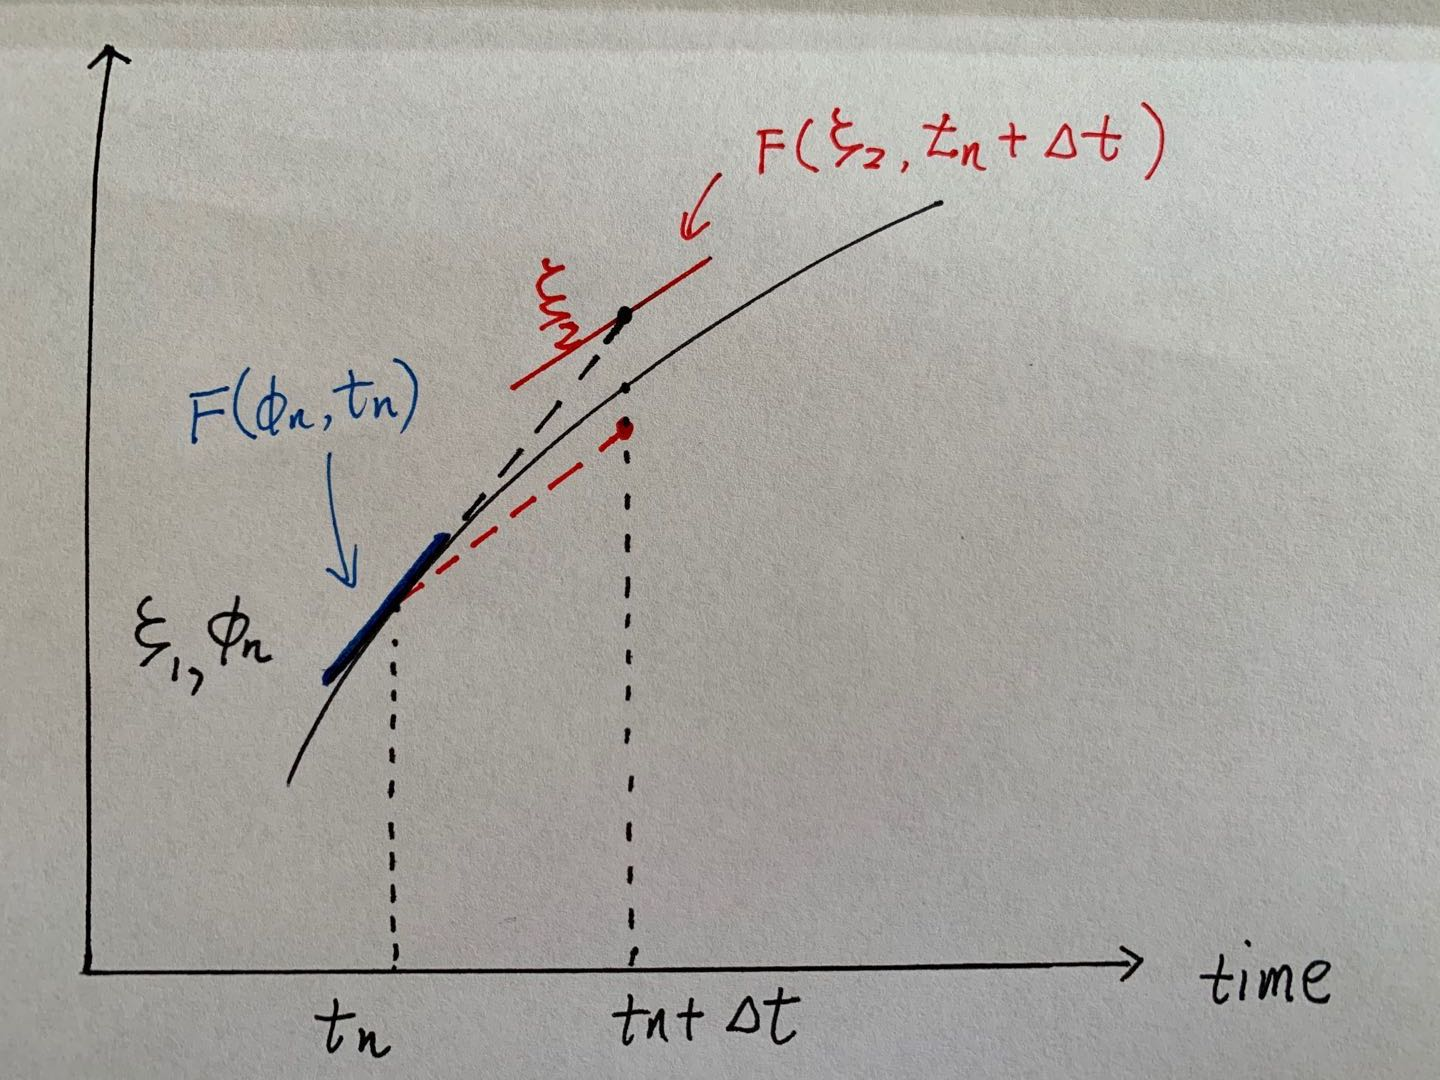 F(ξ₂, tn + Δt)
ξ₂
F(ϕn, tn)
ξ₁, ϕn
time
tn
tn + Δt